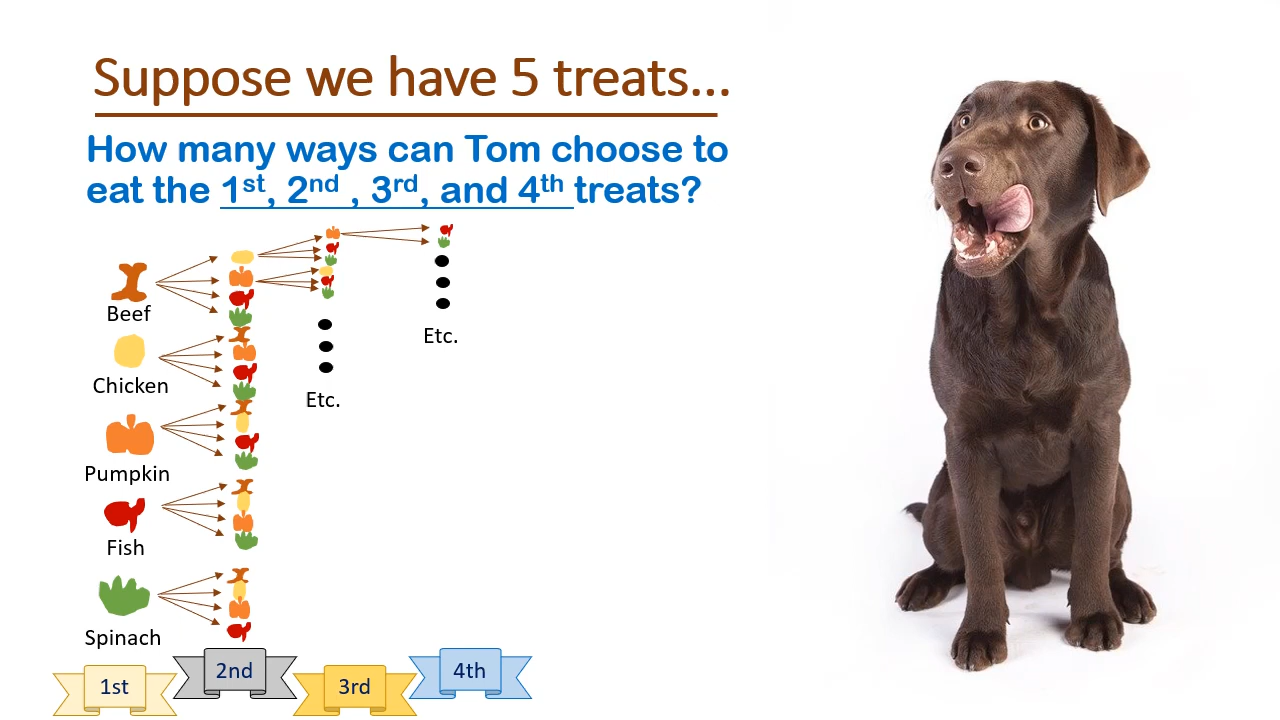 Suppose we have 5 treats...
How many ways can Tom choose to
eat the 1st, 2nd , 3rd, and 4th treats?
Beef
Chicken
Pumpkin
Fish
Spinach
Etc.
Etc.
1st
2nd
3rd
4th